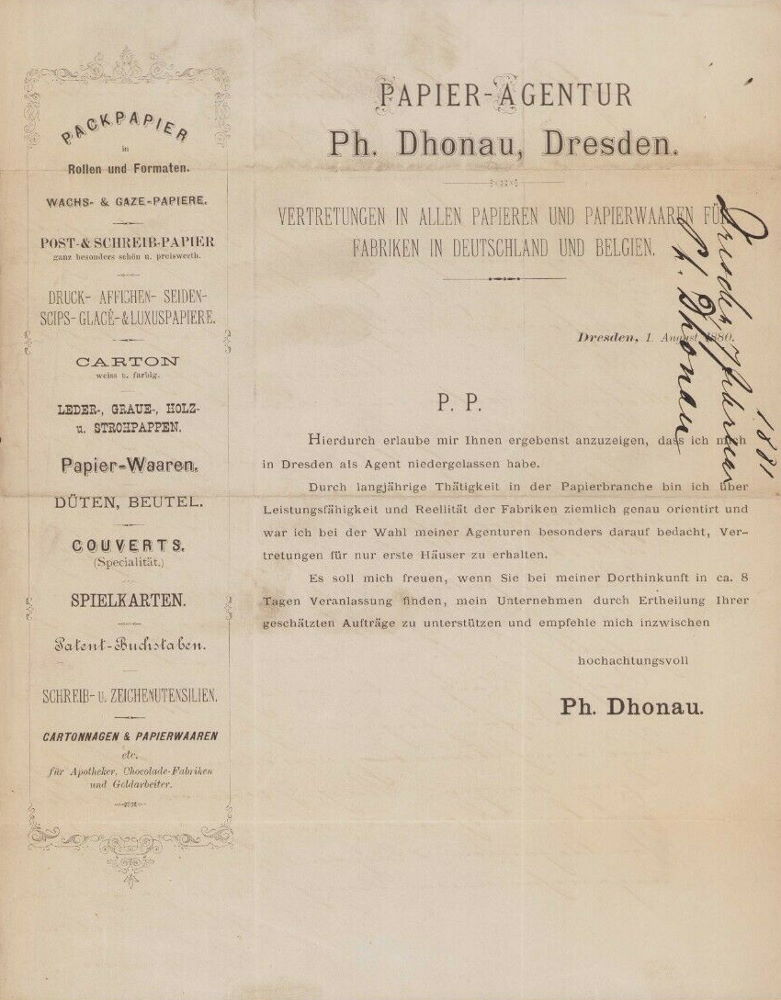 PACKPAPIER
in
Rollen und Formaten.
WACHS- & GAZE-PAPIERE.
POST- & SCHREIB-PAPIER
ganz besonders schön u. preiswerth.
DRUCK- AFFICHEN- SEIDEN-
SCIPS- GLACÉ- & LUXUSPAPIERE.
CARTON
weiss u. farbig.
LEDER-, GRAUE-, HOLZ-
u. STROHPAPPEN.
Papier-Waaren.
DÜTEN, BEUTEL.
COUVERTS.
(Specialität.)
SPIELKARTEN.
Patent-Buchstaben.
SCHREIB- U. ZEICHENUTENSILIEN.
CARTONNAGEN & PAPIERWAAREN
etc.
für Apotheker, Chocolade-Fabriken
und Goldarbeiter.
PAPIER-AGENTUR
Ph. Dhonau, Dresden.
VERTRETUNGEN IN ALLEN PAPIEREN UND PAPIERWAAREN FÜR
FABRIKEN IN DEUTSCHLAND UND BELGIEN.
Dresden, 1. August 1880.
P. P.
Hierdurch erlaube mir Ihnen ergebenst anzuzeigen, dass ich mich
in Dresden als Agent niedergelassen habe.
Durch langjährige Thätigkeit in der Papierbranche bin ich über
Leistungsfähigkeit und Reellität der Fabriken ziemlich genau orientirt und
war ich bei der Wahl meiner Agenturen besonders darauf bedacht, Ver-
tretungen für nur erste Häuser zu erhalten.
Es soll mich freuen, wenn Sie bei meiner Dorthinkunft in ca. 8
Tagen Veranlassung finden, mein Unternehmen durch Ertheilung Ihrer
geschätzten Aufträge zu unterstützen und empfehle mich inzwischen
hochachtungsvoll
Ph. Dhonau.
Dresden, 7 Februar 1881
Ph. Dhonau